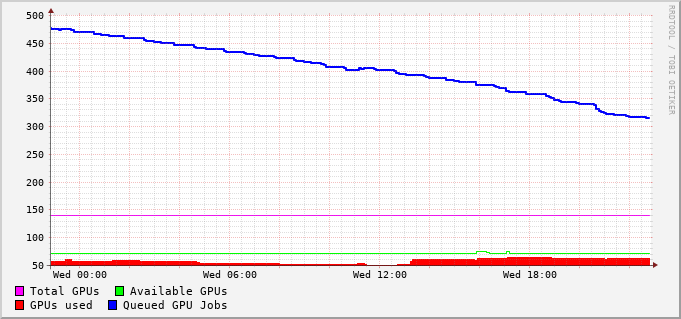 500
450
400
350
300
250
200
150
100
50
Wed 00:00 Wed 06:00 Wed 12:00 Wed 18:00
Total GPUs Available GPUs
GPUs used Queued GPU Jobs
RRDTOOL / TOBI OETIKER